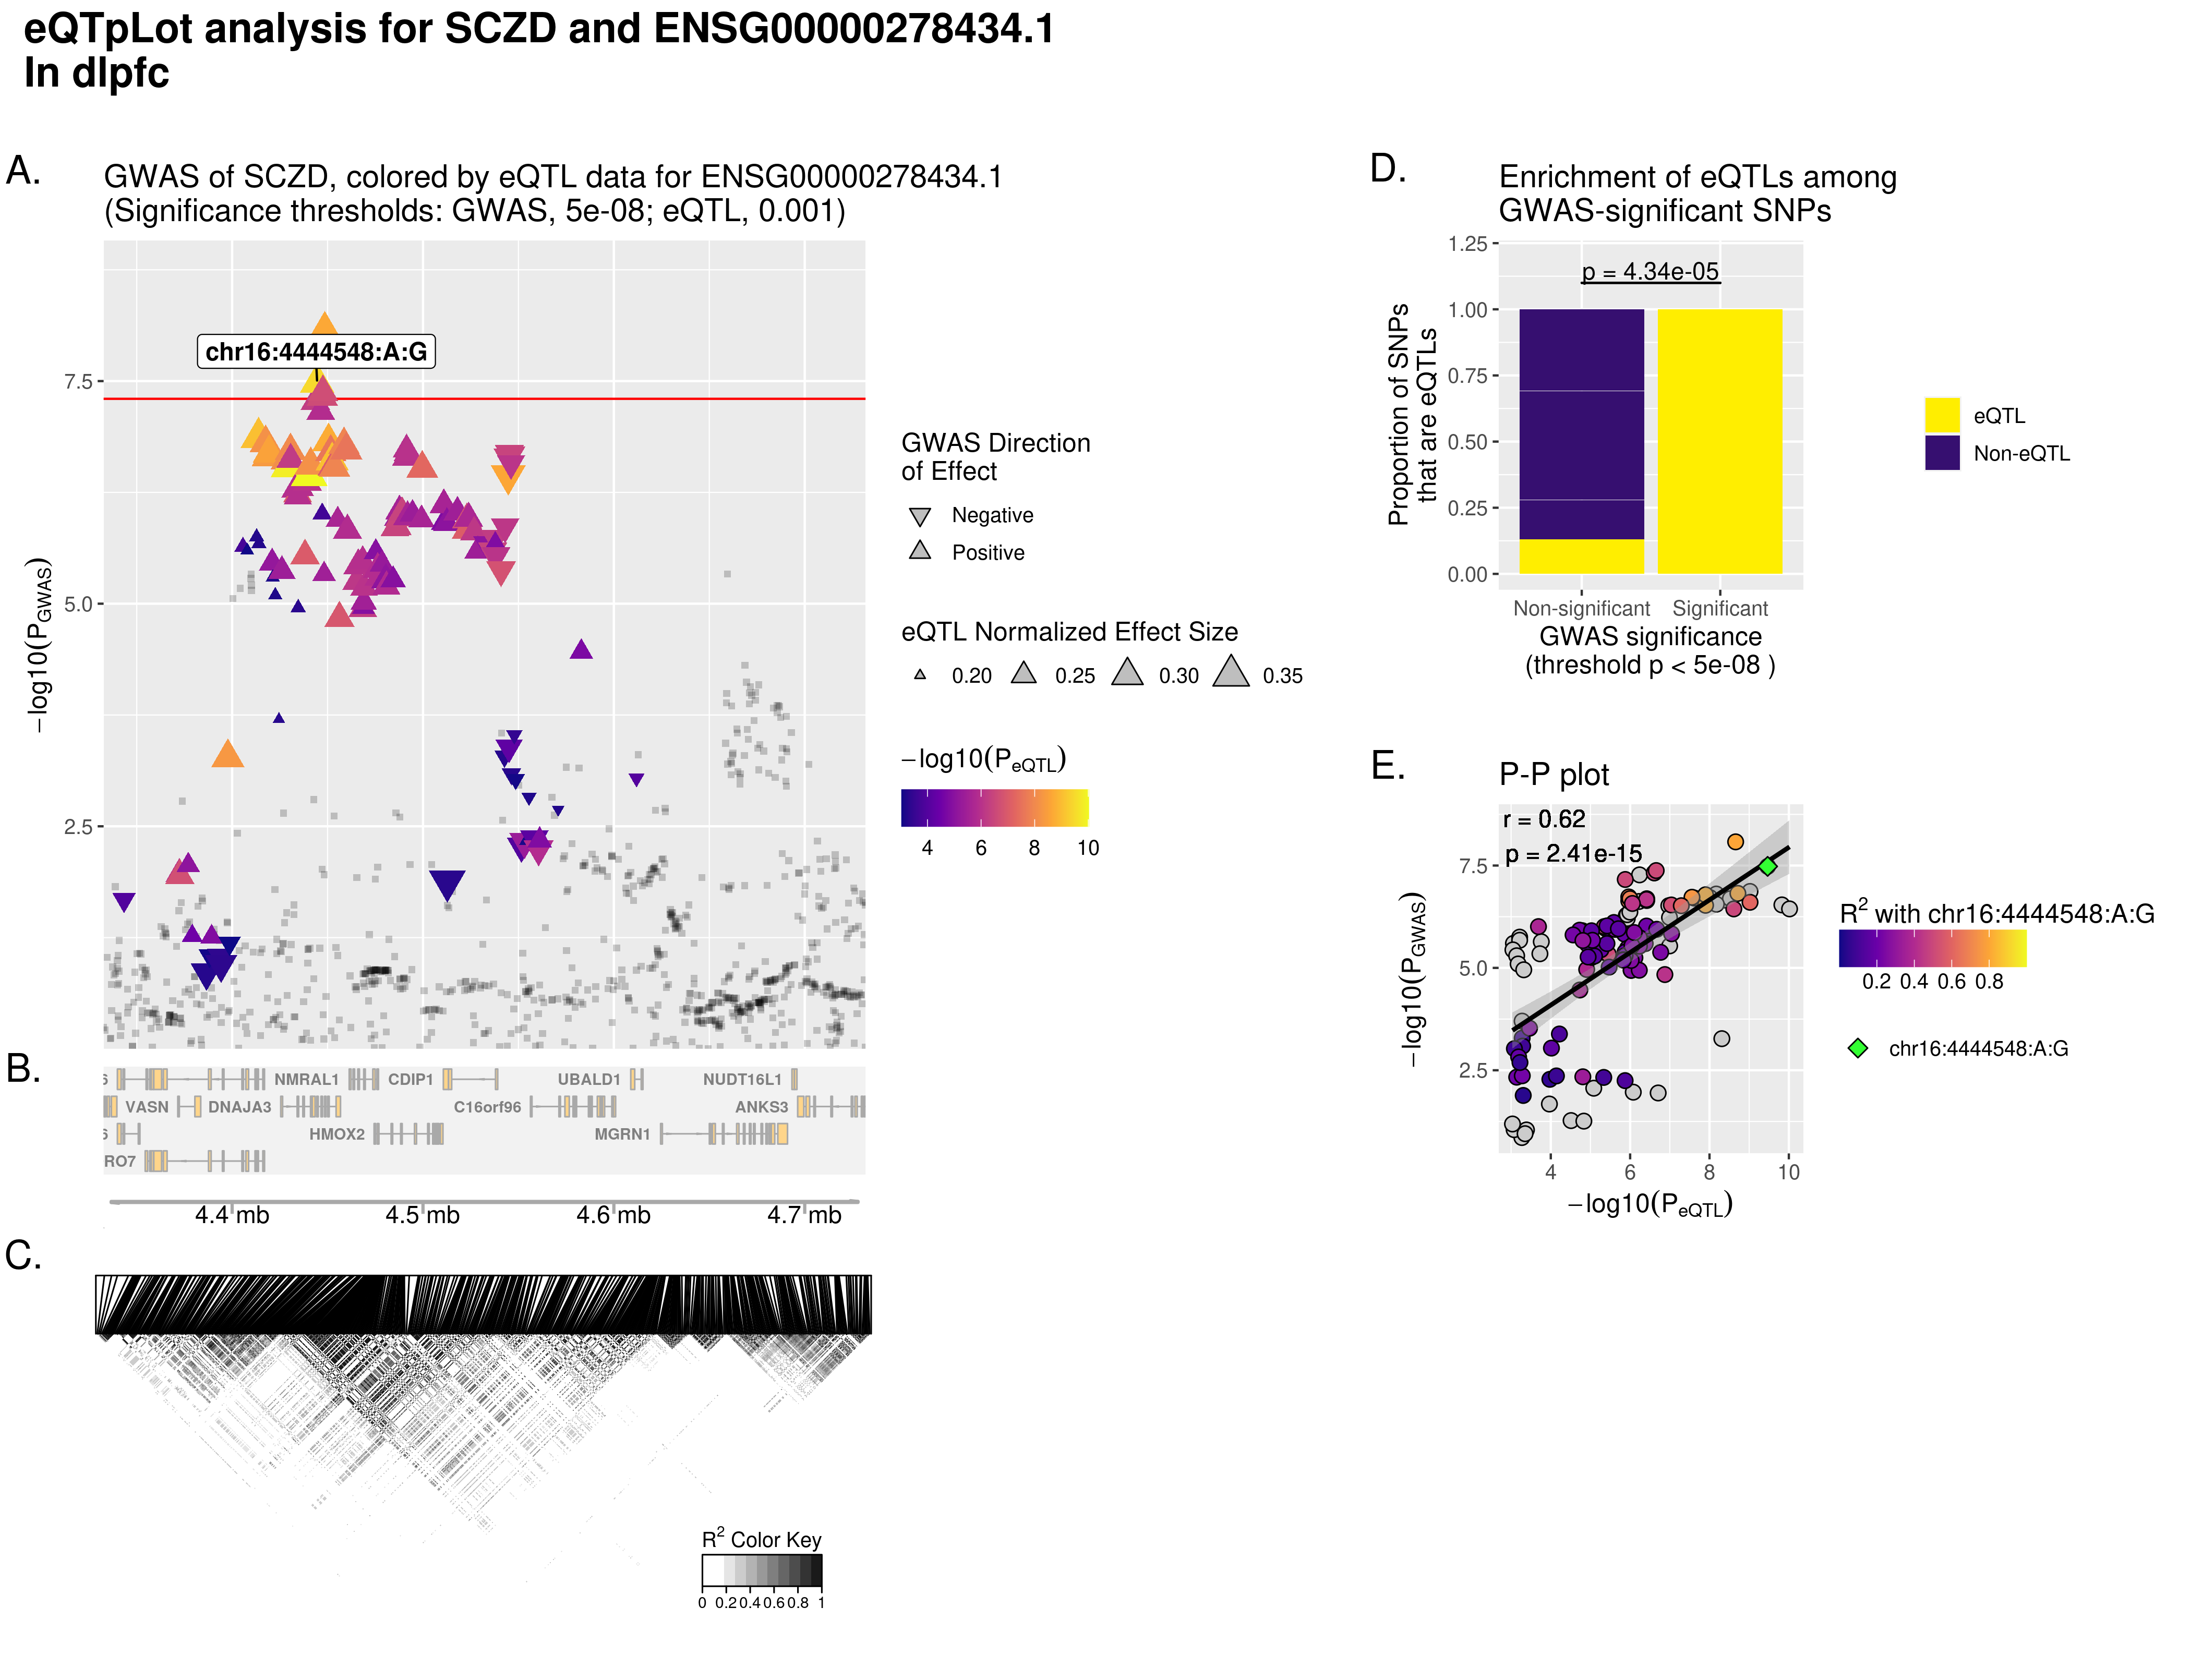 eQTpLot analysis for SCZD and ENSG00000278434.1
In dlpfc
A.
GWAS of SCZD, colored by eQTL data for ENSG00000278434.1
(Significance thresholds: GWAS, 5e-08; eQTL, 0.001)
−log10(PGWAS)
7.5
5.0
2.5
chr16:4444548:A:G
GWAS Direction
of Effect
Negative
Positive
eQTL Normalized Effect Size
0.20 0.25 0.30 0.35
−log10(PeQTL)
4 6 8 10
B.
6 NMRAL1 CDIP1 UBALD1 NUDT16L1
VASN DNAJA3 C16orf96 ANKS3
6 HMOX2 MGRN1
RO7
4.4 mb 4.5 mb 4.6 mb 4.7 mb
C.
R2 Color Key
0 0.2 0.4 0.6 0.8 1
D.
Enrichment of eQTLs among
GWAS-significant SNPs
Proportion of SNPs
that are eQTLs
1.25
1.00
0.75
0.50
0.25
0.00
p = 4.34e-05
Non-significant Significant
GWAS significance
(threshold p < 5e-08 )
eQTL
Non-eQTL
E.
P-P plot
r = 0.62
p = 2.41e-15
−log10(PGWAS)
7.5
5.0
2.5
4 6 8 10
−log10(PeQTL)
R2 with chr16:4444548:A:G
0.2 0.4 0.6 0.8
chr16:4444548:A:G